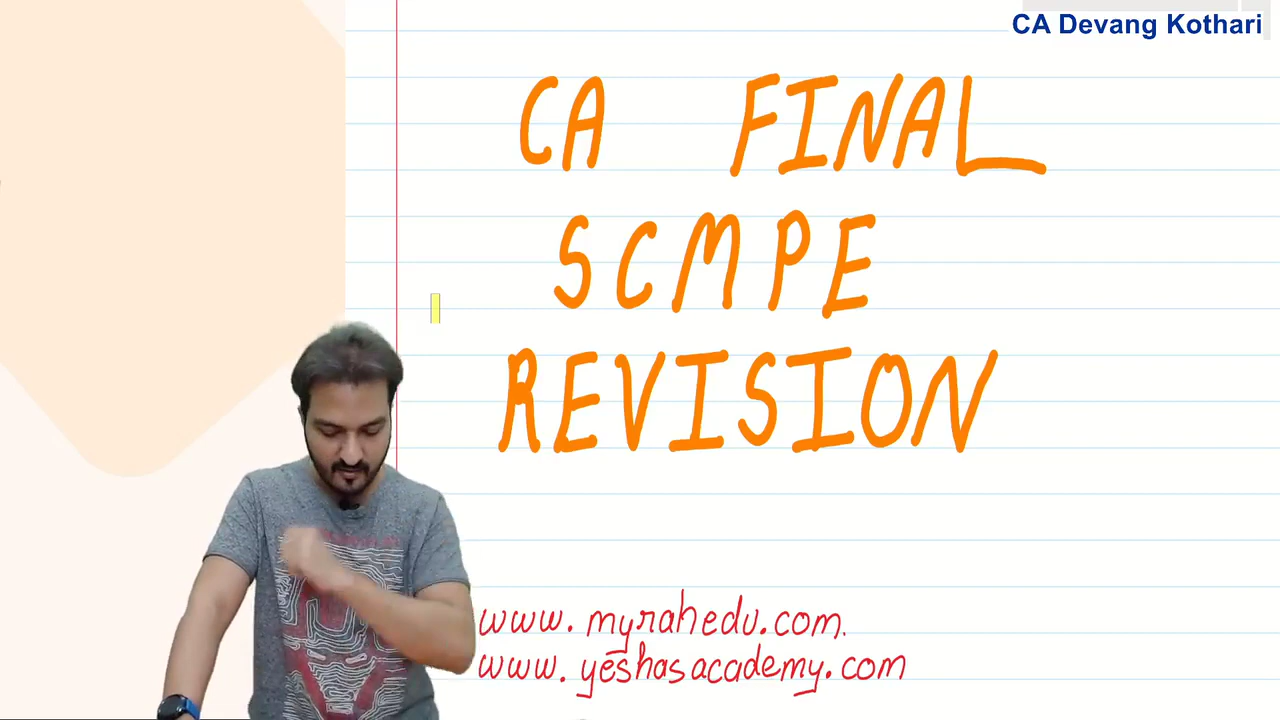 CA Devang Kothari
CA FINAL
SCMPE
REVISION
www.myrahedu.com.
www.yeshasacademy.com